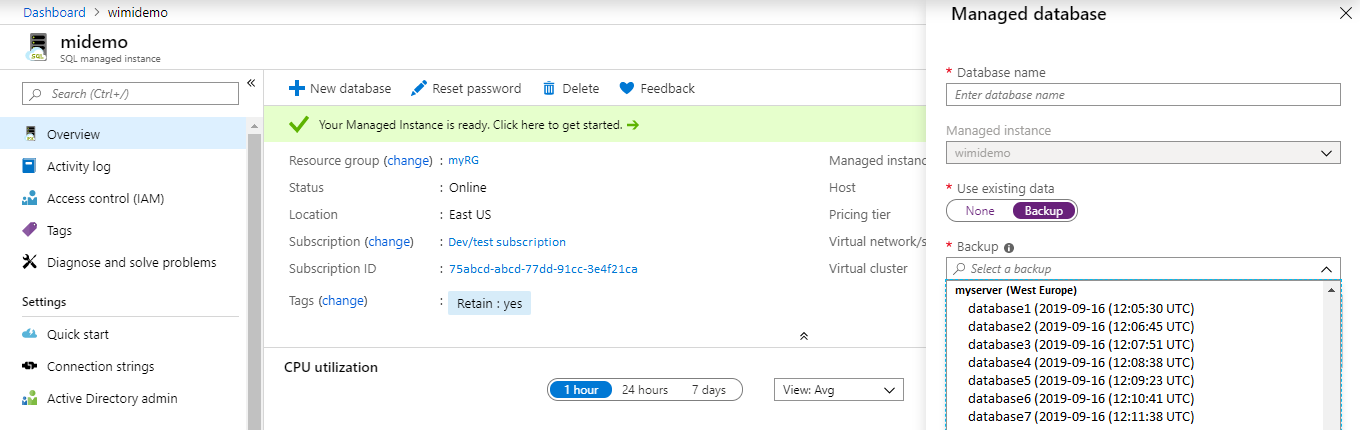 Dashboard > wimidemo
midemo
SQL managed instance
Search (Ctrl+/)
Overview
Activity log
Access control (IAM)
Tags
Diagnose and solve problems
Settings
Quick start
Connection strings
Active Directory admin
New database Reset password Delete Feedback
Your Managed Instance is ready. Click here to get started.
Resource group (change) : myRG
Status : Online
Location : East US
Subscription (change) : Dev/test subscription
Subscription ID : 75abcd-abcd-77dd-91cc-3e4f21ca
Tags (change) : Retain : yes
Managed instanc
Host
Pricing tier
Virtual network/s
Virtual cluster
CPU utilization
1 hour 24 hours 7 days
View: Avg
Managed database
* Database name
Enter database name
Managed instance
wimidemo
* Use existing data
None Backup
* Backup
Select a backup
myserver (West Europe)
database1 (2019-09-16 (12:05:30 UTC)
database2 (2019-09-16 (12:06:45 UTC)
database3 (2019-09-16 (12:07:51 UTC)
database4 (2019-09-16 (12:08:38 UTC)
database5 (2019-09-16 (12:09:23 UTC)
database6 (2019-09-16 (12:10:41 UTC)
database7 (2019-09-16 (12:11:38 UTC)